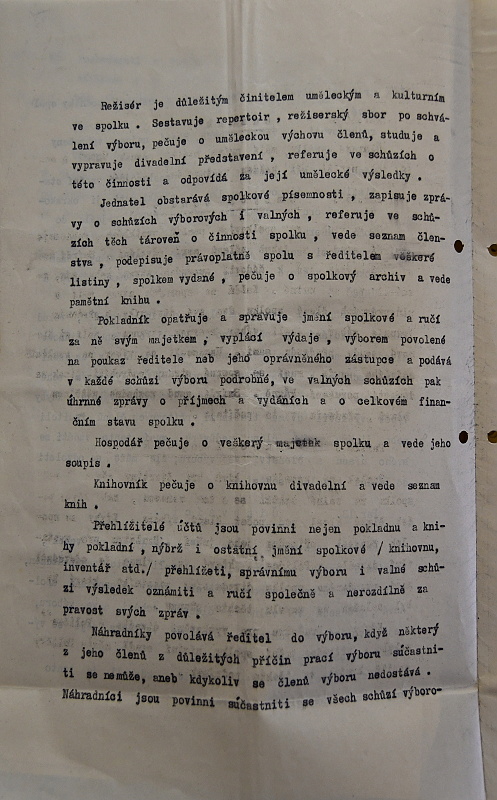 Režisér je důležitým činitelem uměleckým a kulturním
ve spolku . Sestavuje repertoir , režiserský sbor po schvá-
lení výboru, pečuje o uměleckou výchovu členů, studuje a
vypravuje divadelní představení , referuje ve schůzích o
této činnosti a odpovídá za její umělecké výsledky .
Jednatel obstarává spolkové písemnosti , zapisuje zprá-
vy o schůzích výborových i valných , referuje ve schů-
zích těch tároveň o činnosti spolku , vede seznam člen-
stva , podepisuje právoplatně spolu s ředitelem veškeré
listiny , spolkem vydané , pečuje o spolkový archiv a vede
pamětní knihu .
Pokladník opatřuje a spravuje jmění spolkové a ručí
za ně svým majetkem , vyplácí výdaje , výborem povolené
na poukaz ředitele neb jeho oprávněného zástupce a podává
v každé schůzi výboru podrobné, ve valných schůzích pak
úhrnné zprávy o příjmech a vydáních a o celkovém finan-
čním stavu spolku .
Hospodář pečuje o veškerý majetek spolku a vede jeho
soupis .
Knihovník pečuje o knihovnu divadelní a vede seznam
knih .
Přehlížitelé účtů jsou povinni nejen pokladnu a kni-
hy pokladní , nýbrž i ostatní jmění spolkové / knihovnu,
inventář atd./ přehlížeti, správnímu výboru i valné schů-
zi výsledek oznámiti a ručí společně a nerozdílně za
pravost svých zpráv .
Náhradníky povolává ředitel do výboru, když některý
z jeho členů z důležitých příčin prací výboru súčastni-
ti se nemůže, aneb kdykoliv se členů výboru nedostává .
Náhradníci jsou povinni súčastniti se všech schůzí výboro-